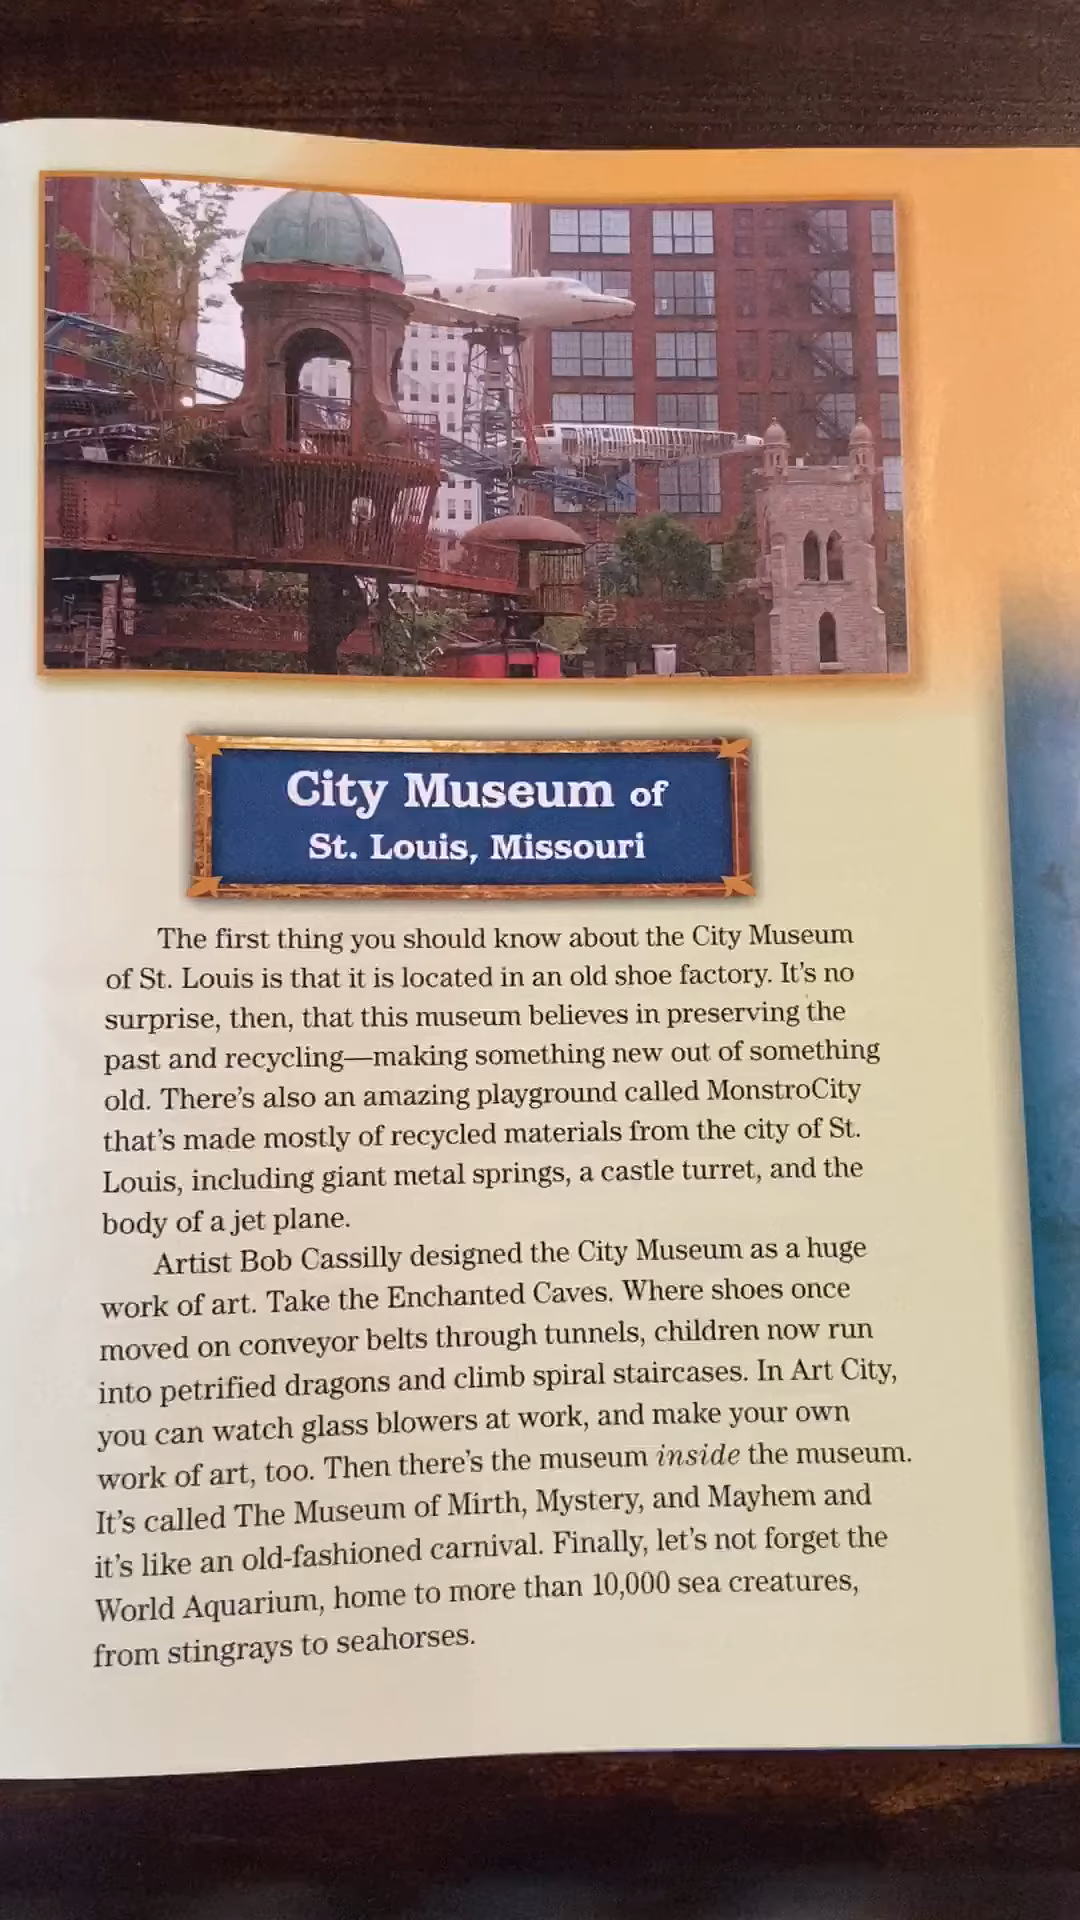 City Museum of
St. Louis, Missouri
The first thing you should know about the City Museum
of St. Louis is that it is located in an old shoe factory. It's no
surprise, then, that this museum believes in preserving the
past and recycling—making something new out of something
old. There's also an amazing playground called MonstroCity
that's made mostly of recycled materials from the city of St.
Louis, including giant metal springs, a castle turret, and the
body of a jet plane.
Artist Bob Cassilly designed the City Museum as a huge
work of art. Take the Enchanted Caves. Where shoes once
moved on conveyor belts through tunnels, children now run
into petrified dragons and climb spiral staircases. In Art City,
you can watch glass blowers at work, and make your own
work of art, too. Then there's the museum inside the museum.
It's called The Museum of Mirth, Mystery, and Mayhem and
it's like an old-fashioned carnival. Finally, let's not forget the
World Aquarium, home to more than 10,000 sea creatures,
from stingrays to seahorses.